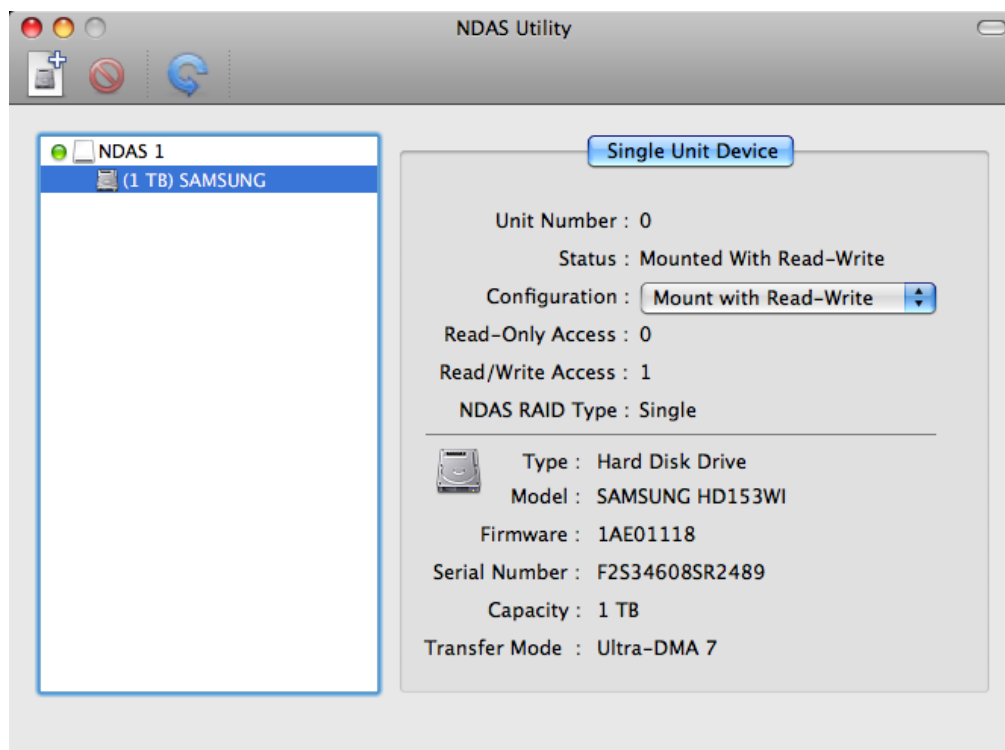 NDAS Utility
NDAS 1
(1 TB) SAMSUNG
Single Unit Device
Unit Number : 0
Status : Mounted With Read-Write
Configuration : Mount with Read-Write
Read-Only Access : 0
Read/Write Access : 1
NDAS RAID Type : Single
Type : Hard Disk Drive
Model : SAMSUNG HD153WI
Firmware : 1AE01118
Serial Number : F2S34608SR2489
Capacity : 1 TB
Transfer Mode : Ultra-DMA 7